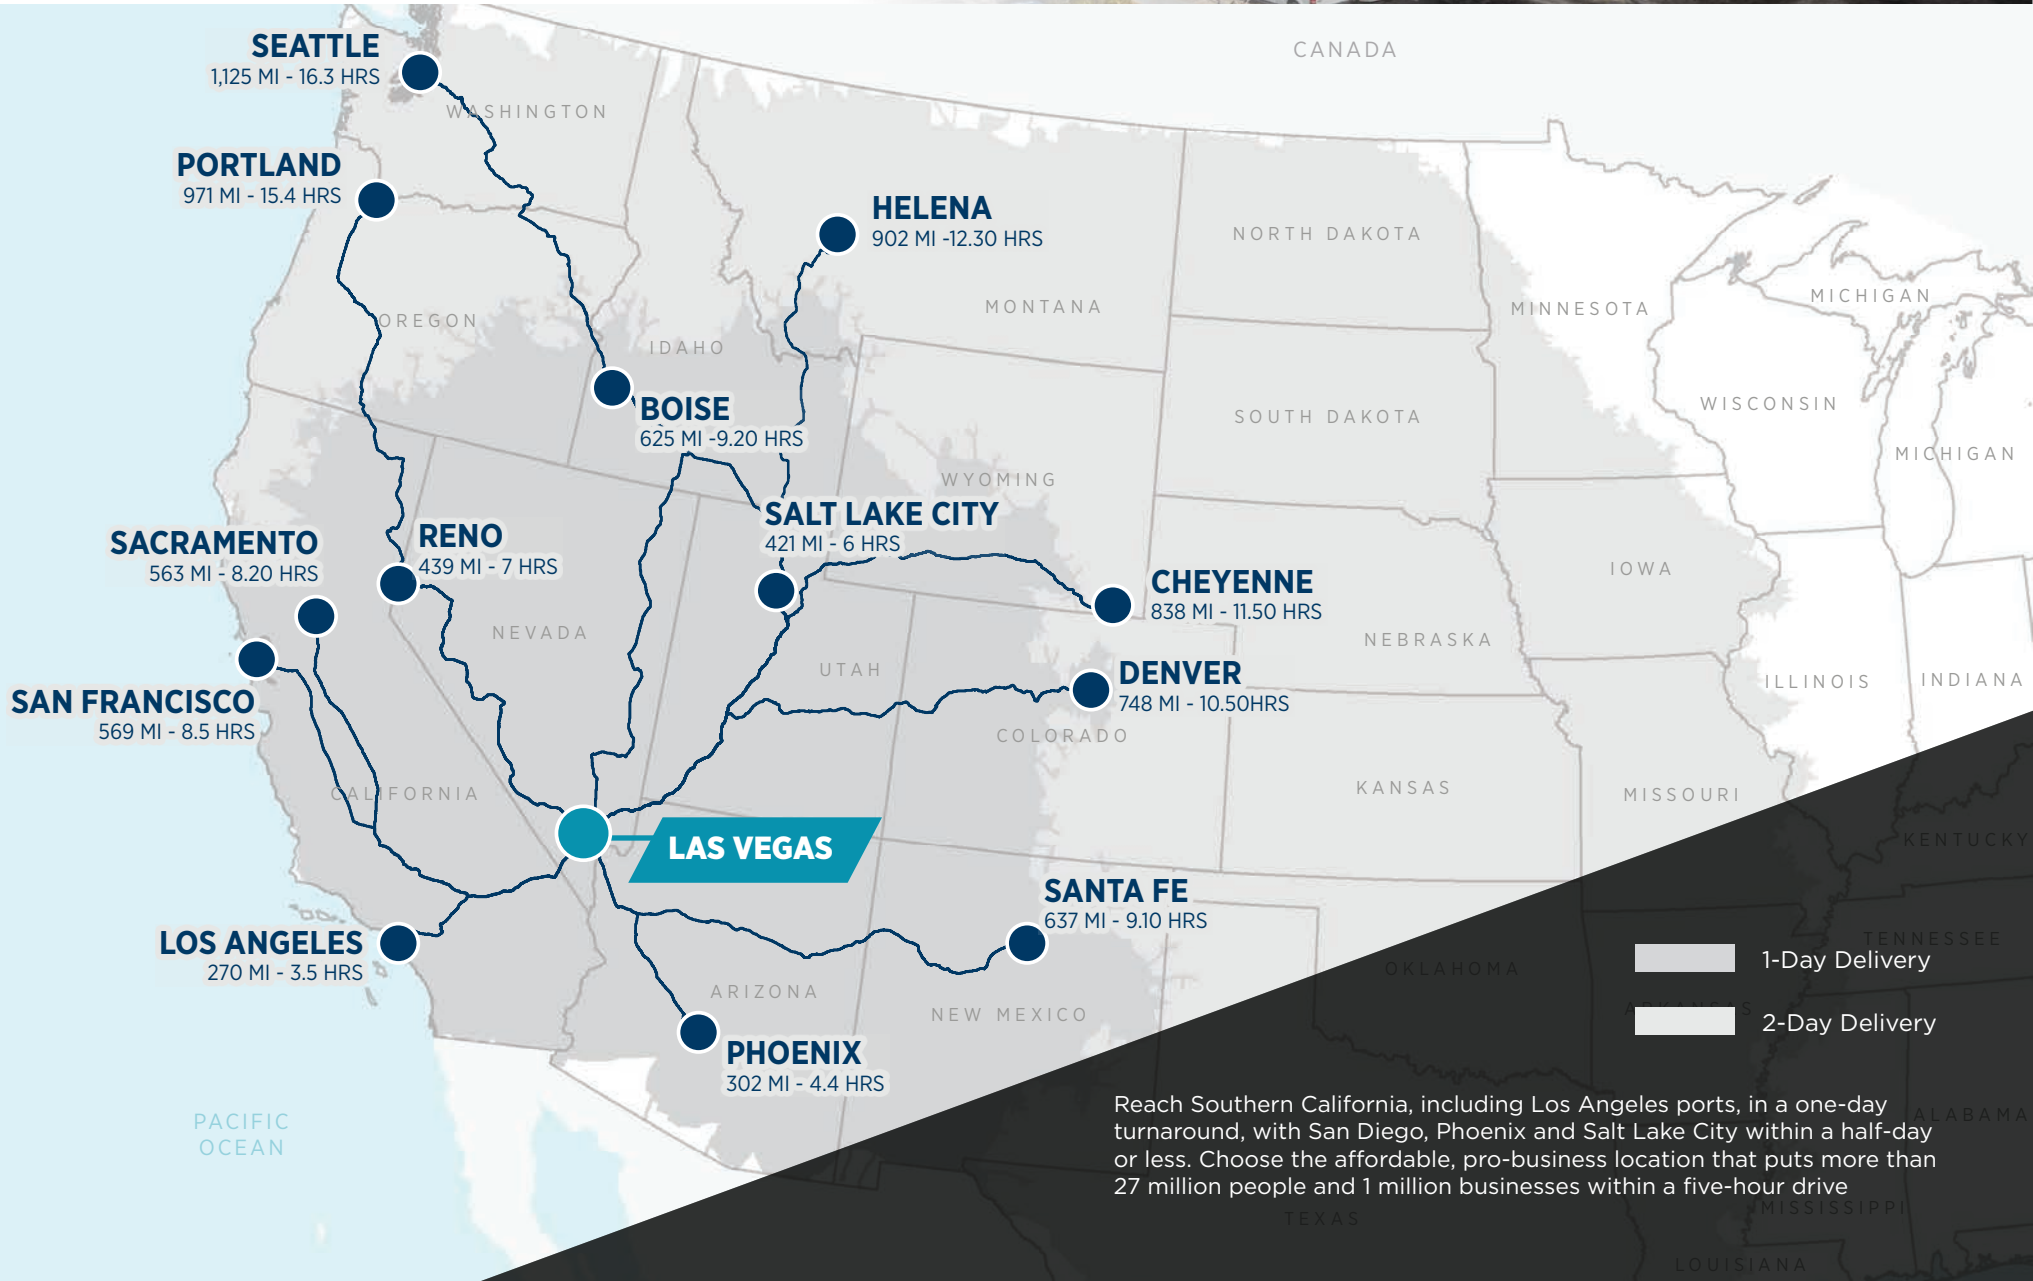 CANADA
SEATTLE
1,125 MI - 16.3 HRS
WASHINGTON
PORTLAND
971 MI - 15.4 HRS
HELENA
902 MI -12.30 HRS
NORTH DAKOTA
MONTANA
MINNESOTA
MICHIGAN
OREGON
IDAHO
BOISE
625 MI -9.20 HRS
SOUTH DAKOTA
WISCONSIN
MICHIGAN
WYOMING
SALT LAKE CITY
421 MI - 6 HRS
SACRAMENTO
563 MI - 8.20 HRS
RENO
439 MI - 7 HRS
IOWA
CHEYENNE
838 MI - 11.50 HRS
NEVADA
NEBRASKA
UTAH
DENVER
748 MI - 10.50HRS
ILLINOIS
INDIANA
SAN FRANCISCO
569 MI - 8.5 HRS
COLORADO
CALIFORNIA
KANSAS
MISSOURI
LAS VEGAS
KENTUCKY
SANTA FE
637 MI - 9.10 HRS
LOS ANGELES
270 MI - 3.5 HRS
TENNESSEE
1-Day Delivery
OKLAHOMA
ARIZONA
NEW MEXICO
ARKANSAS
2-Day Delivery
PHOENIX
302 MI - 4.4 HRS
PACIFIC
OCEAN
Reach Southern California, including Los Angeles ports, in a one-day
turnaround, with San Diego, Phoenix and Salt Lake City within a half-day
or less. Choose the affordable, pro-business location that puts more than
27 million people and 1 million businesses within a five-hour drive
ALABAMA
MISSISSIPPI
TEXAS
LOUISIANA